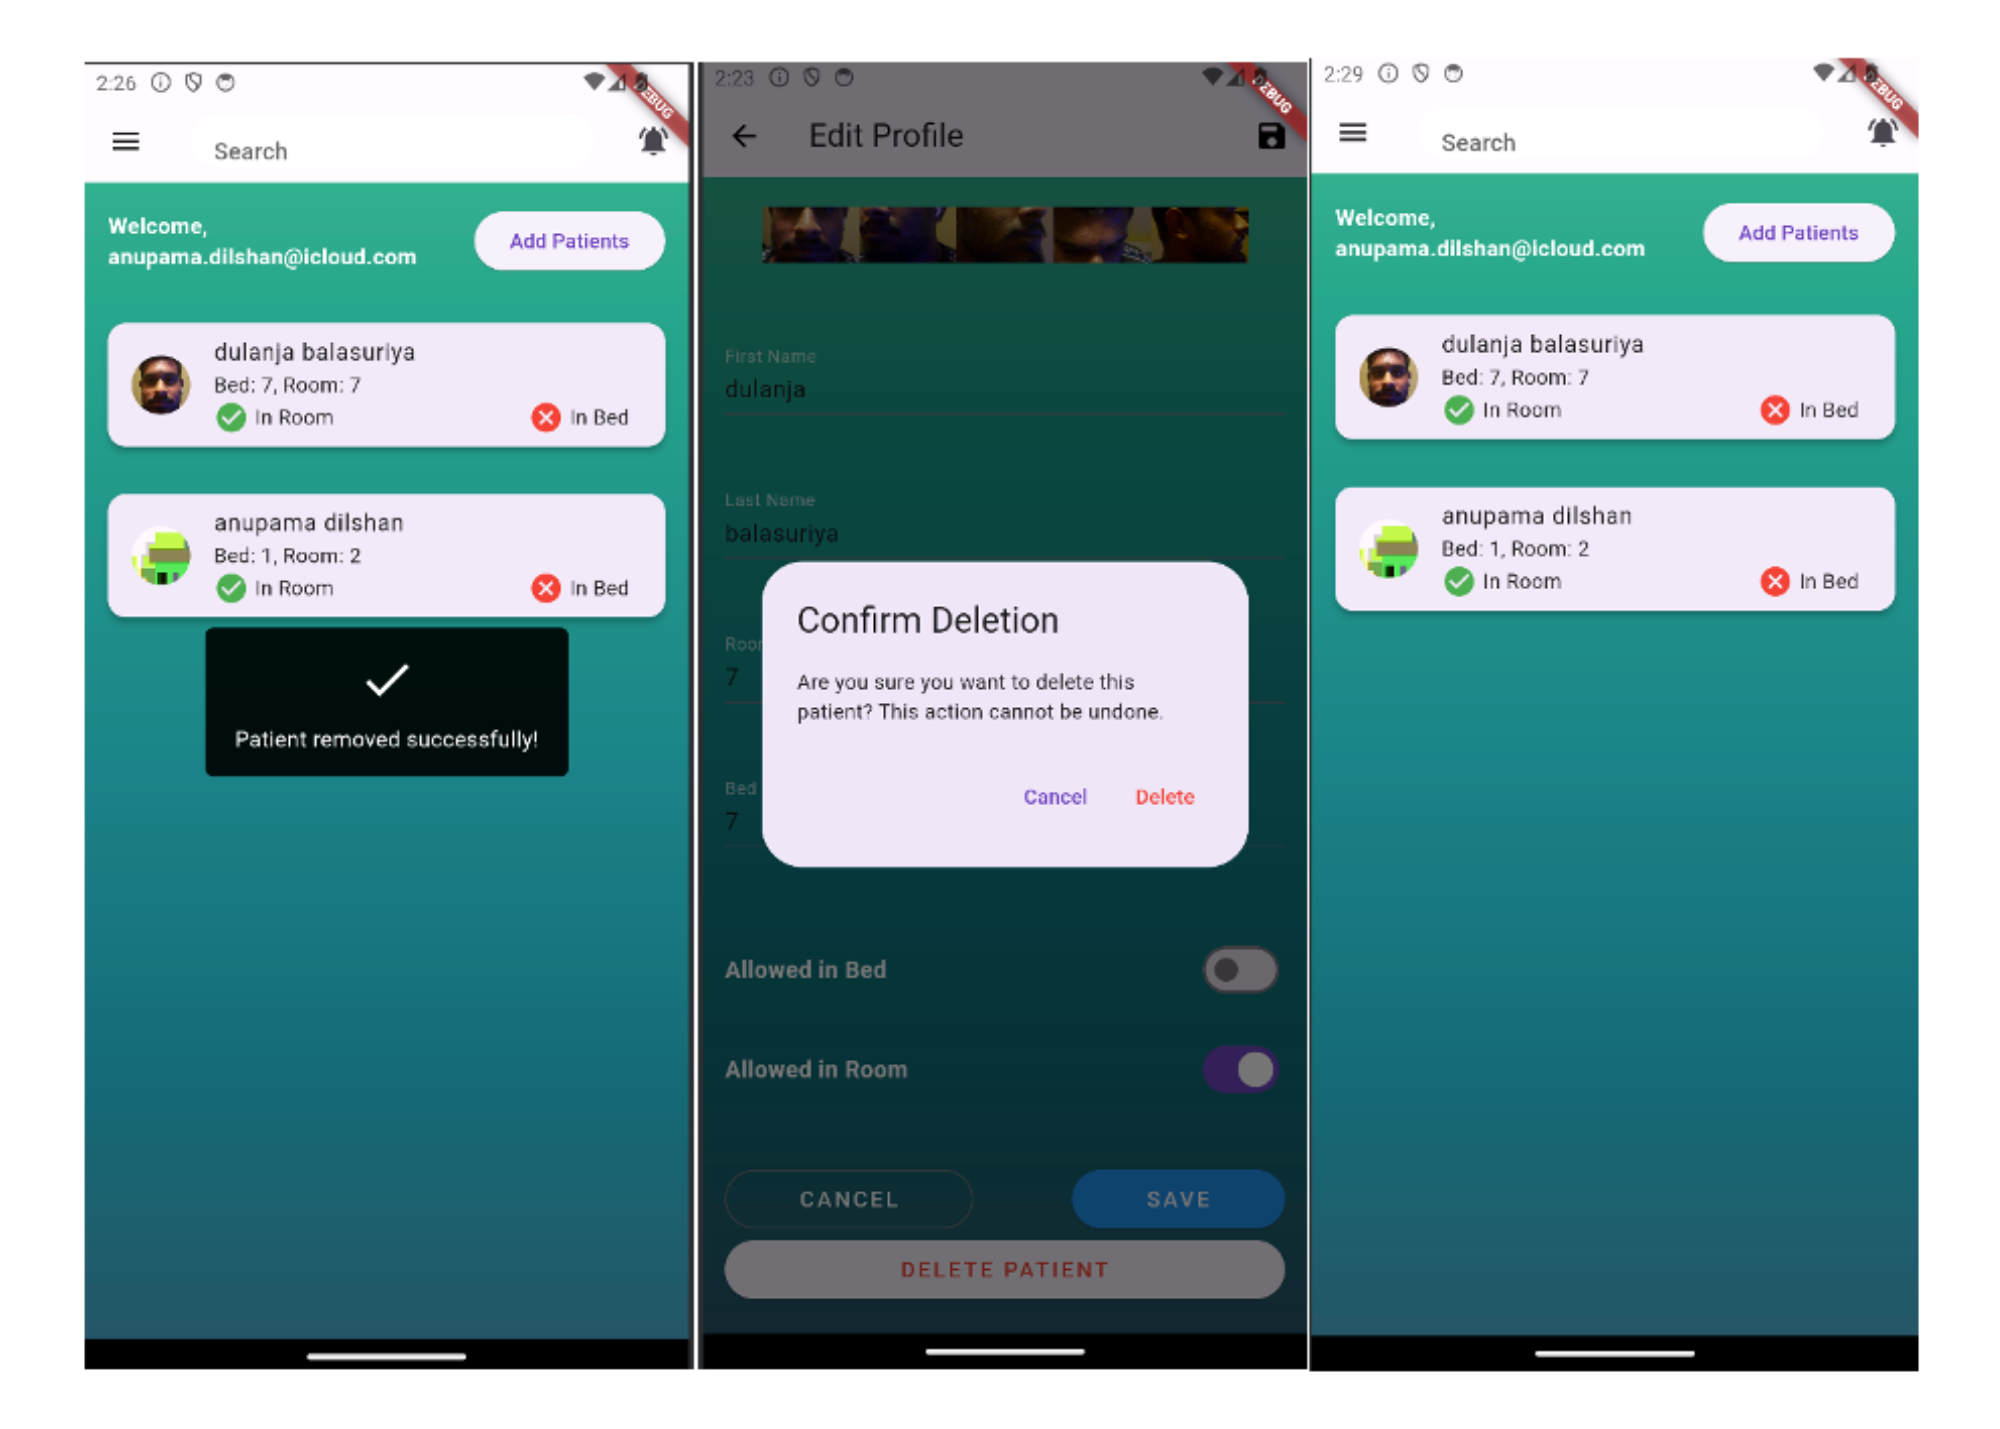 2:26
DEBUG
Search
Welcome,
anupama.dilshan@icloud.com
Add Patients
dulanja balasuriya
Bed: 7, Room: 7
In Room
In Bed
anupama dilshan
Bed: 1, Room: 2
In Room
In Bed
Patient removed successfully!
2:23
DEBUG
Edit Profile
First Name
dulanja
Last Name
balasuriya
Roo
7
Confirm Deletion
Are you sure you want to delete this
patient? This action cannot be undone.
Cancel
Delete
Bed
7
Allowed in Bed
Allowed in Room
CANCEL
SAVE
DELETE PATIENT
2:29
DEBUG
Search
Welcome,
anupama.dilshan@icloud.com
Add Patients
dulanja balasuriya
Bed: 7, Room: 7
In Room
In Bed
anupama dilshan
Bed: 1, Room: 2
In Room
In Bed